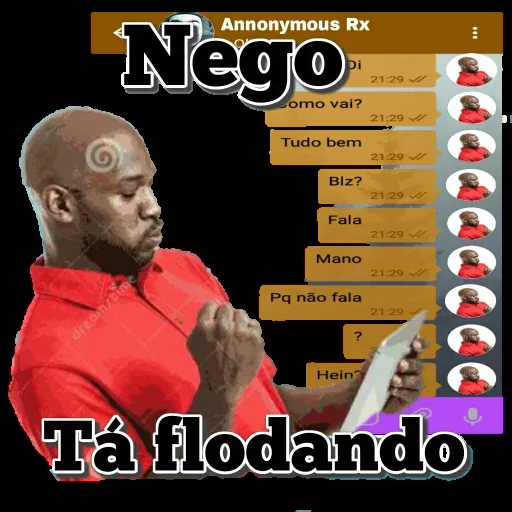 Annonymous Rx
Nego
Oi
21:29
Como vai?
21:29
Tudo bem
21:29
Blz?
21:29
Fala
21:29
Mano
21:29
Pq não fala
21:29
?
Hein?
Tá flodando